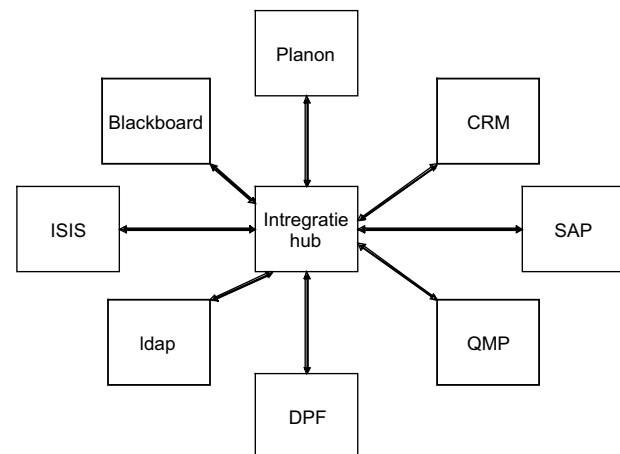 Planon
Blackboard
CRM
ISIS
Intregratie
hub
SAP
ldap
QMP
DPF